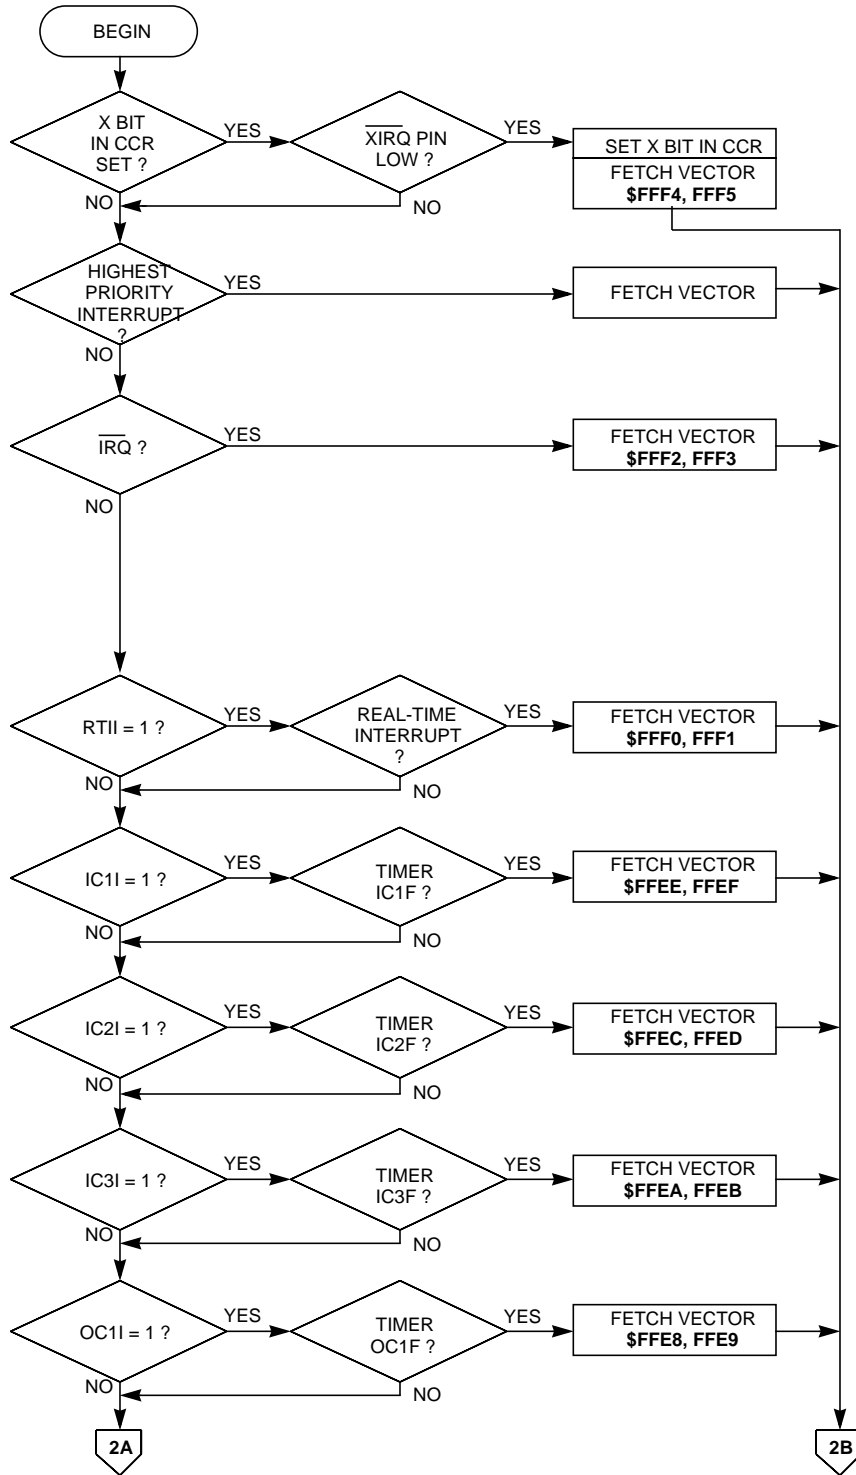 BEGIN
X BIT
IN CCR
SET ?
YES
XIRQ PIN
LOW ?
YES
SET X BIT IN CCR
FETCH VECTOR
$FFF4, FFF5
NO
NO
HIGHEST
PRIORITY
INTERRUPT
?
YES
FETCH VECTOR
NO
IRQ ?
YES
FETCH VECTOR
$FFF2, FFF3
NO
RTII = 1 ?
YES
REAL-TIME
INTERRUPT
?
YES
FETCH VECTOR
$FFF0, FFF1
NO
NO
IC1I = 1 ?
YES
TIMER
IC1F ?
YES
FETCH VECTOR
$FFEE, FFEF
NO
NO
IC2I = 1 ?
YES
TIMER
IC2F ?
YES
FETCH VECTOR
$FFEC, FFED
NO
NO
IC3I = 1 ?
YES
TIMER
IC3F ?
YES
FETCH VECTOR
$FFEA, FFEB
NO
NO
OC1I = 1 ?
YES
TIMER
OC1F ?
YES
FETCH VECTOR
$FFE8, FFE9
NO
NO
2A
2B